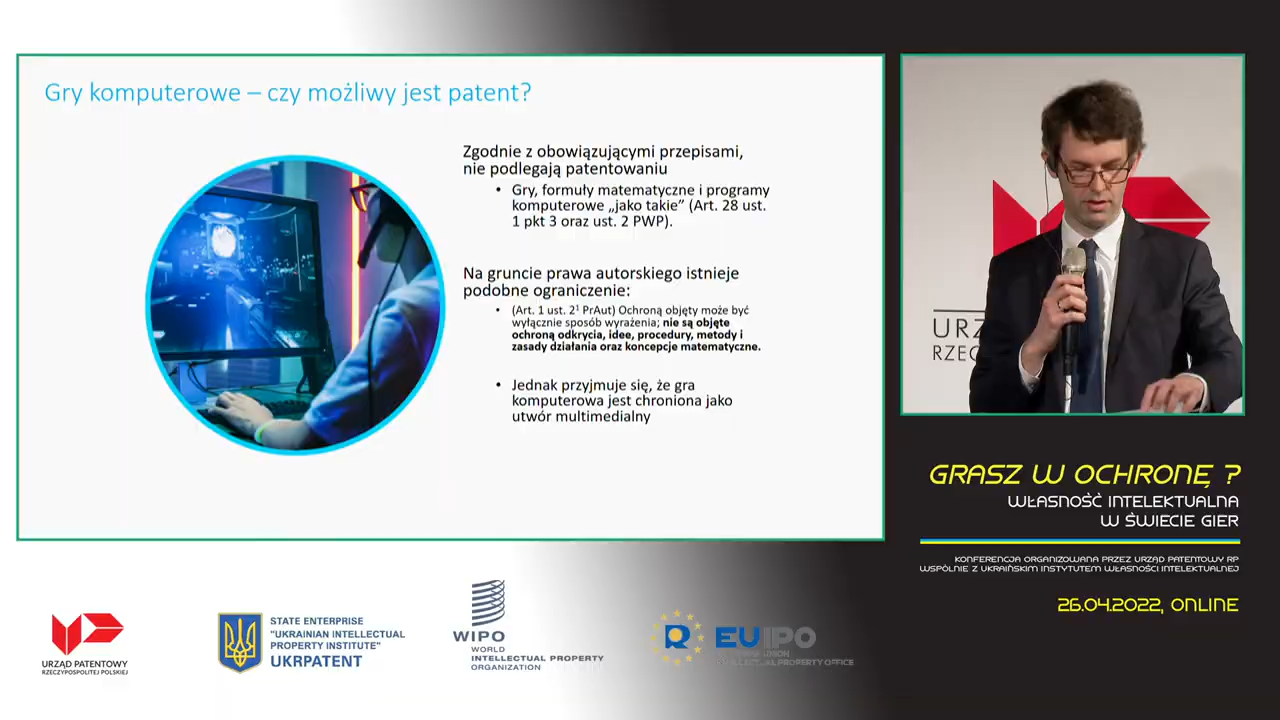 Gry komputerowe – czy możliwy jest patent?
Zgodnie z obowiązującymi przepisami,
nie podlegają patentowaniu
• Gry, formuły matematyczne i programy
komputerowe „jako takie” (Art. 28 ust.
1 pkt 3 oraz ust. 2 PWP).
Na gruncie prawa autorskiego istnieje
podobne ograniczenie:
• (Art. 1 ust. 2¹ PrAut) Ochroną objęty może być
wyłącznie sposób wyrażenia; nie są objęte
ochroną odkrycia, idee, procedury, metody i
zasady działania oraz koncepcje matematyczne.
• Jednak przyjmuje się, że gra
komputerowa jest chroniona jako
utwór multimedialny
URZ
RZEC
GRASZ W OCHRONĘ ?
WŁASNOŚĆ INTELEKTUALNA
W ŚWIECIE GIER
KONFERENCJA ORGANIZOWANA PRZEZ URZĄD PATENTOWY RP
WSPÓLNIE Z UKRAIŃSKIM INSTYTUTEM WŁASNOŚCI INTELEKTUALNEJ
26.04.2022, ONLINE
URZĄD PATENTOWY
RZECZYPOSPOLITEJ POLSKIEJ
STATE ENTERPRISE
"UKRAINIAN INTELLECTUAL
PROPERTY INSTITUTE"
UKRPATENT
WIPO
WORLD
INTELLECTUAL PROPERTY
ORGANIZATION
R
EUIPO
INTELLECTUAL PROPERTY OFFICE